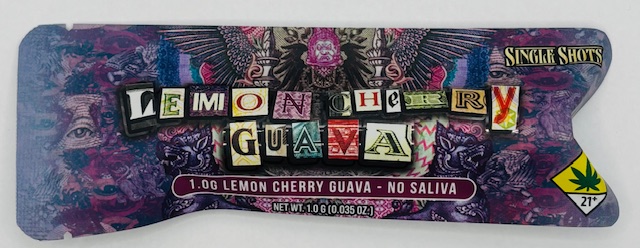 SINGLE SHOTS
LEMON CHERRY
GUAVA
1.0G LEMON CHERRY GUAVA - NO SALIVA
NET WT. 1.0 G (0.035 OZ.)
21+